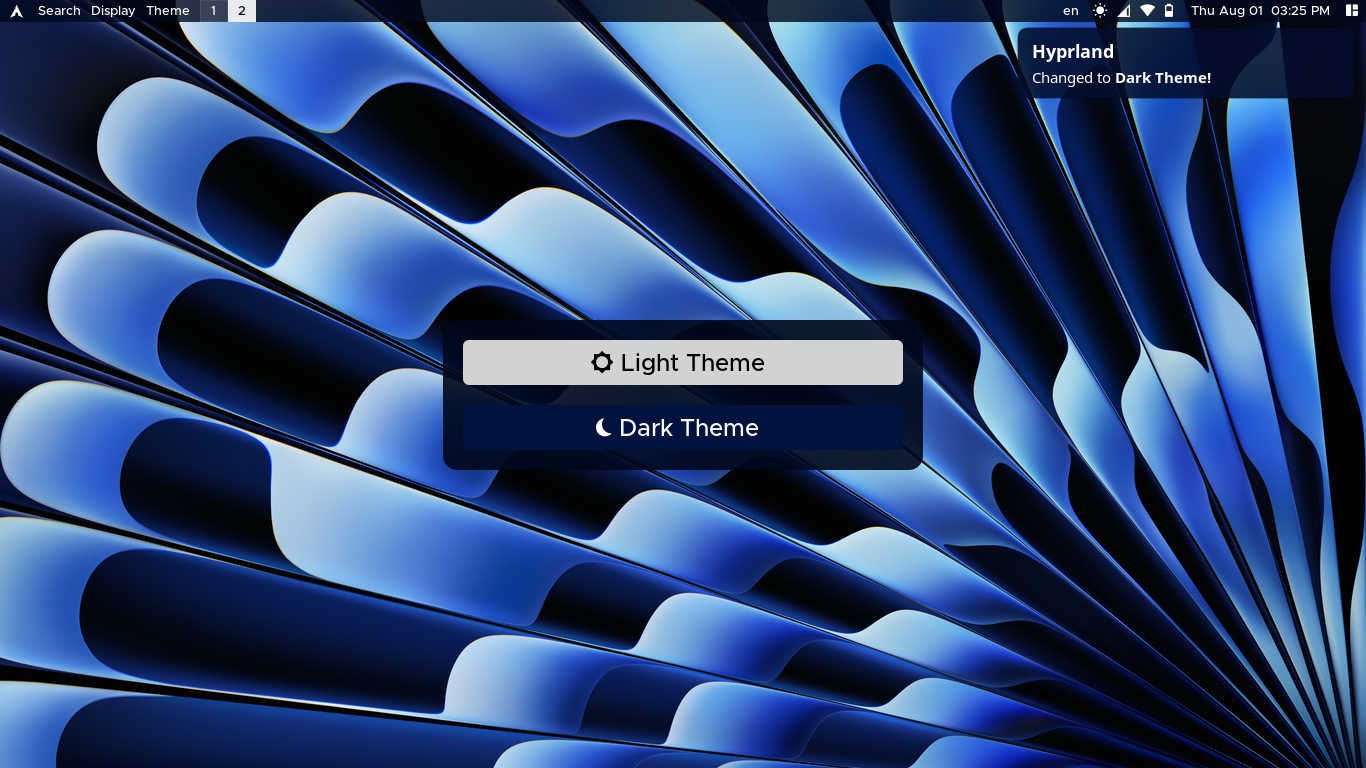 Search Display Theme 1 2 en Thu Aug 01 03:25 PM
Hyprland
Changed to Dark Theme!
Light Theme
Dark Theme